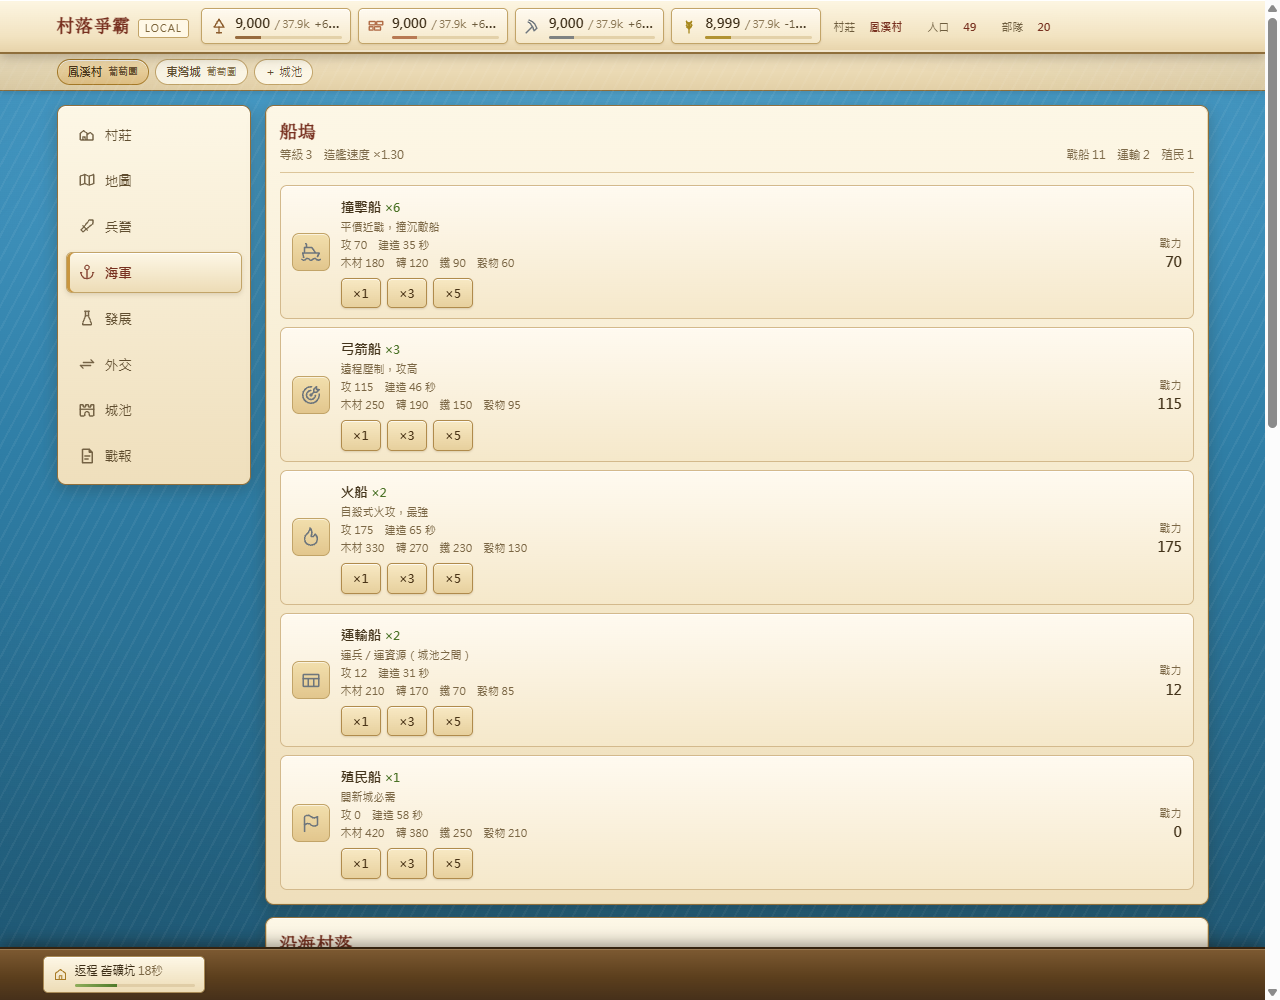 村落爭霸 LOCAL 9,000 / 37.9k +6... 9,000 / 37.9k +6... 9,000 / 37.9k +6... 8,999 / 37.9k -1... 村莊 風溪村 人口 49 部隊 20
風溪村 葡萄園 東灣城 葡萄園 + 城池
村莊
地圖
兵營
海軍
發展
外交
城池
戰報
船塢
等級 3 造艦速度 ×1.30 戰船 11 運輸 2 殖民 1
撞擊船 ×6
平價近戰，撞沉敵船
攻 70 建造 35 秒
木材 180 磚 120 鐵 90 穀物 60
×1 ×3 ×5
戰力
70
弓箭船 ×3
遠程壓制，攻高
攻 115 建造 46 秒
木材 250 磚 190 鐵 150 穀物 95
×1 ×3 ×5
戰力
115
火船 ×2
自殺式火攻，最強
攻 175 建造 65 秒
木材 330 磚 270 鐵 230 穀物 130
×1 ×3 ×5
戰力
175
運輸船 ×2
運兵 / 運資源（城池之間）
攻 12 建造 31 秒
木材 210 磚 170 鐵 70 穀物 85
×1 ×3 ×5
戰力
12
殖民船 ×1
開新城必需
攻 0 建造 58 秒
木材 420 磚 380 鐵 250 穀物 210
×1 ×3 ×5
戰力
0
沿海村落
返程 舊礦坑 18秒